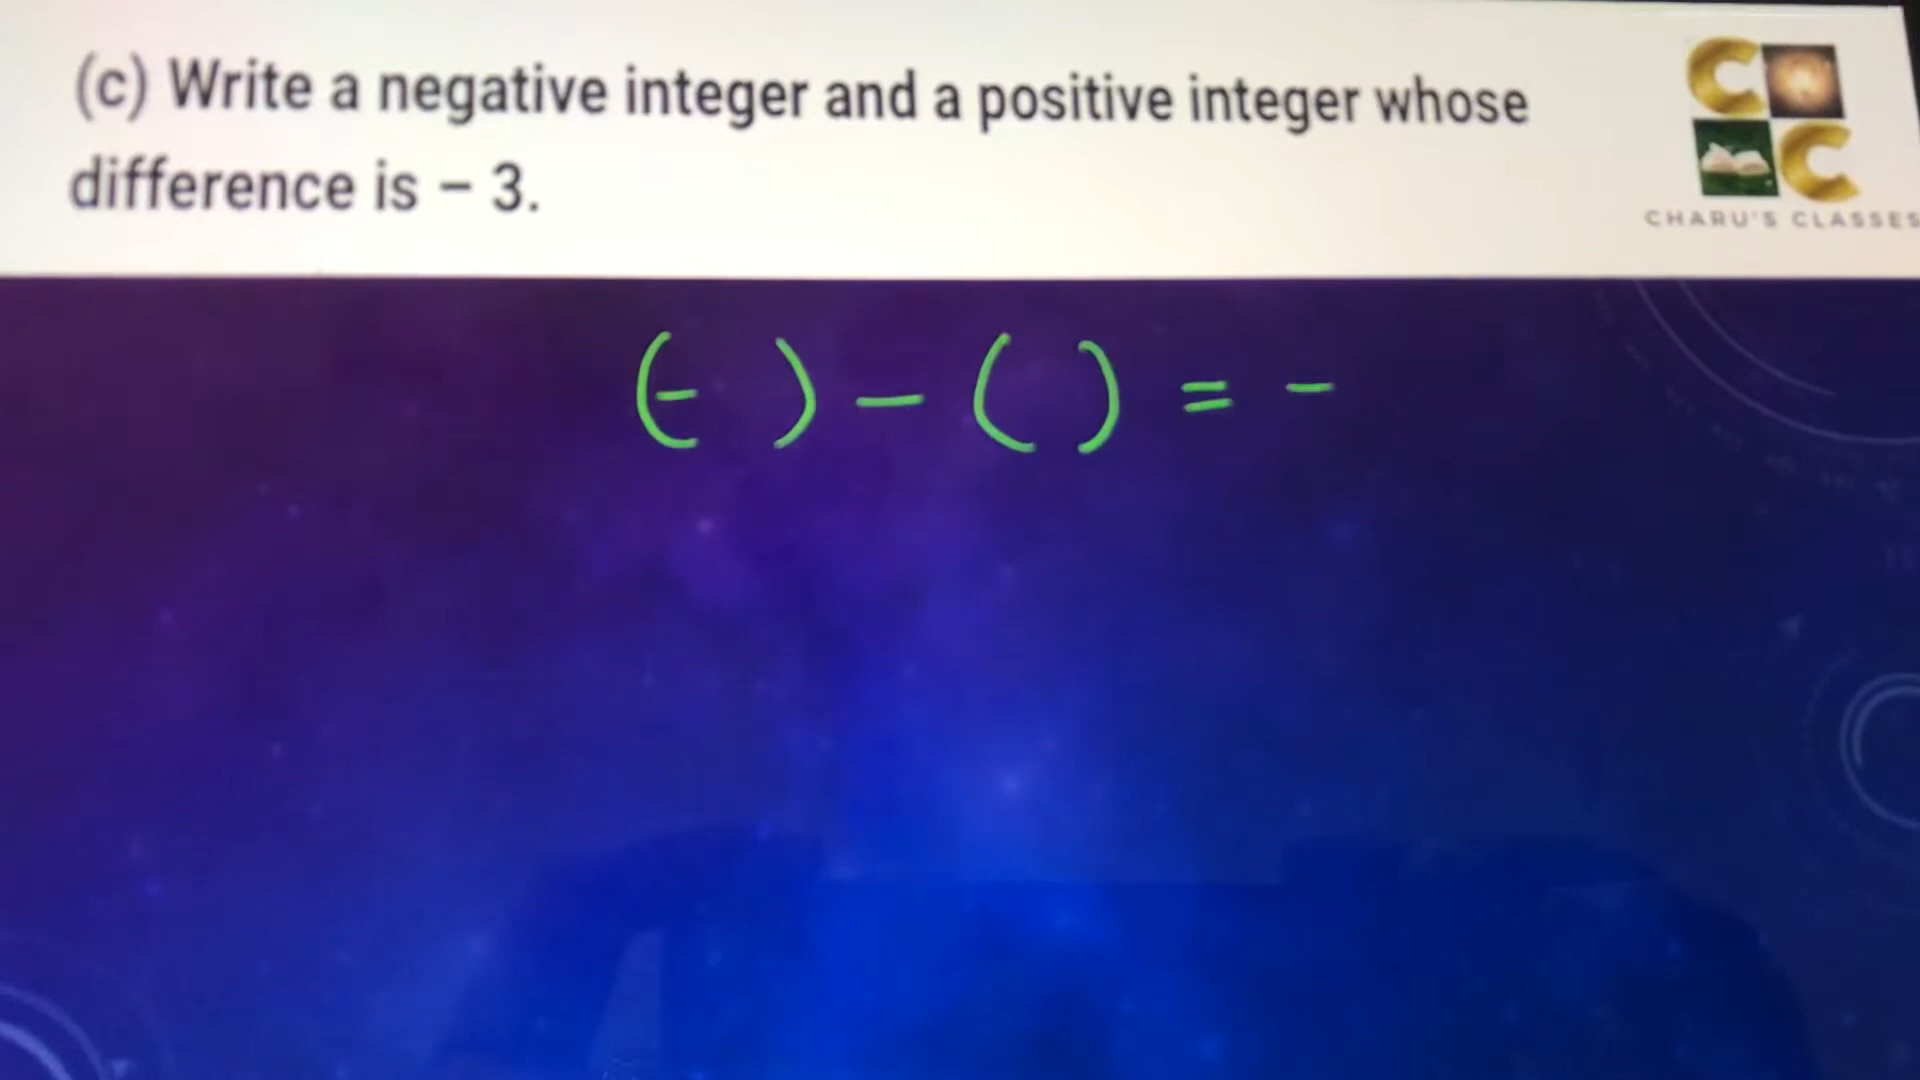 (c) Write a negative integer and a positive integer whose
difference is – 3.
C C
CHARU'S CLASSES
(- ) – ( ) = -